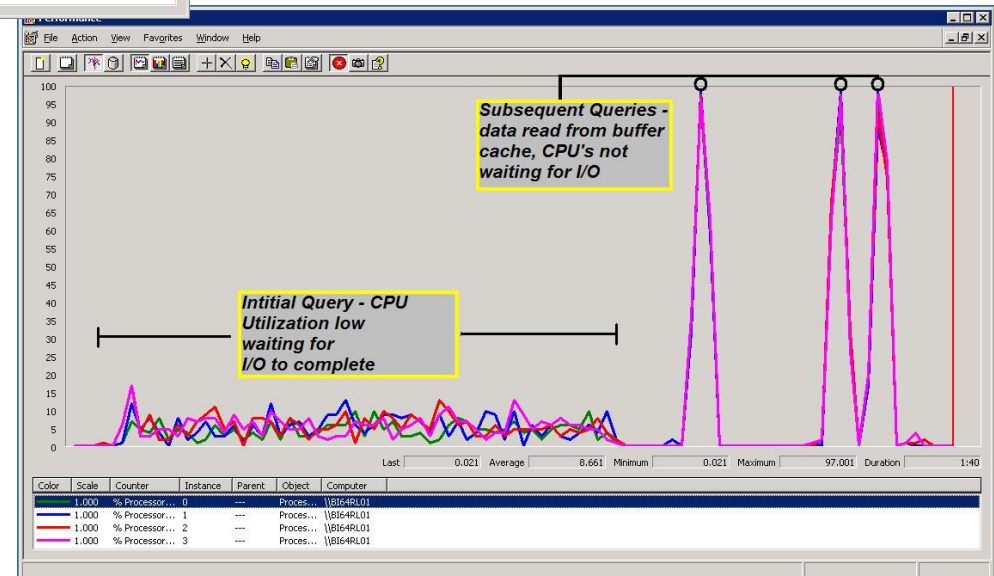 Performance
File Action View Favorites Window Help
100
95
90
85
80
75
70
65
60
55
50
45
40
35
30
25
20
15
10
5
0
Subsequent Queries -
data read from buffer
cache, CPU's not
waiting for I/O
Intitial Query - CPU
Utilization low
waiting for
I/O to complete
Last 0.021 Average 8.661 Minimum 0.021 Maximum 97.001 Duration 1:40
Color Scale Counter Instance Parent Object Computer
1.000 % Processor... 0 --- Proces... \\BI64RL01
1.000 % Processor... 1 --- Proces... \\BI64RL01
1.000 % Processor... 2 --- Proces... \\BI64RL01
1.000 % Processor... 3 --- Proces... \\BI64RL01